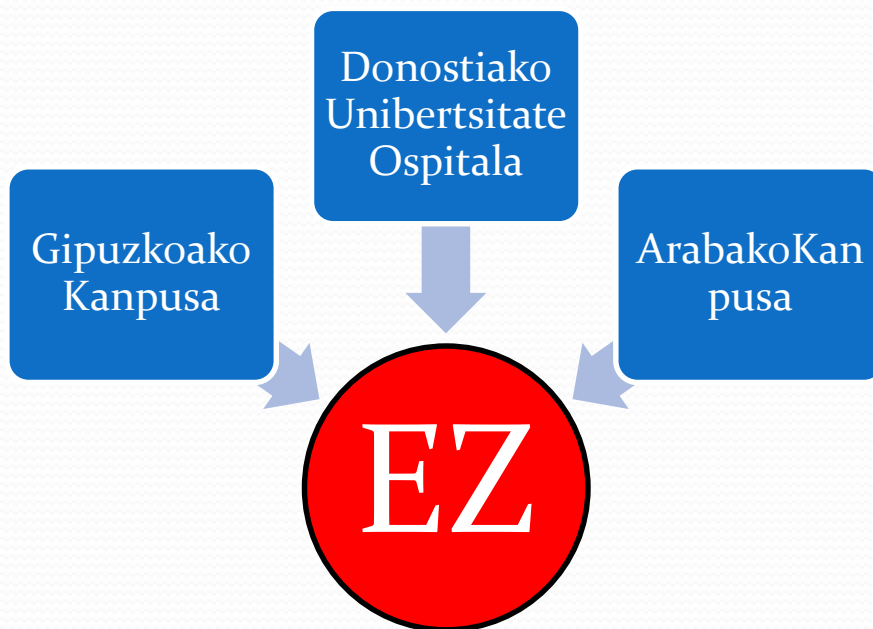 Donostiako
Unibertsitate
Ospitala
Gipuzkoako
Kanpusa
ArabakoKan
pusa
EZ